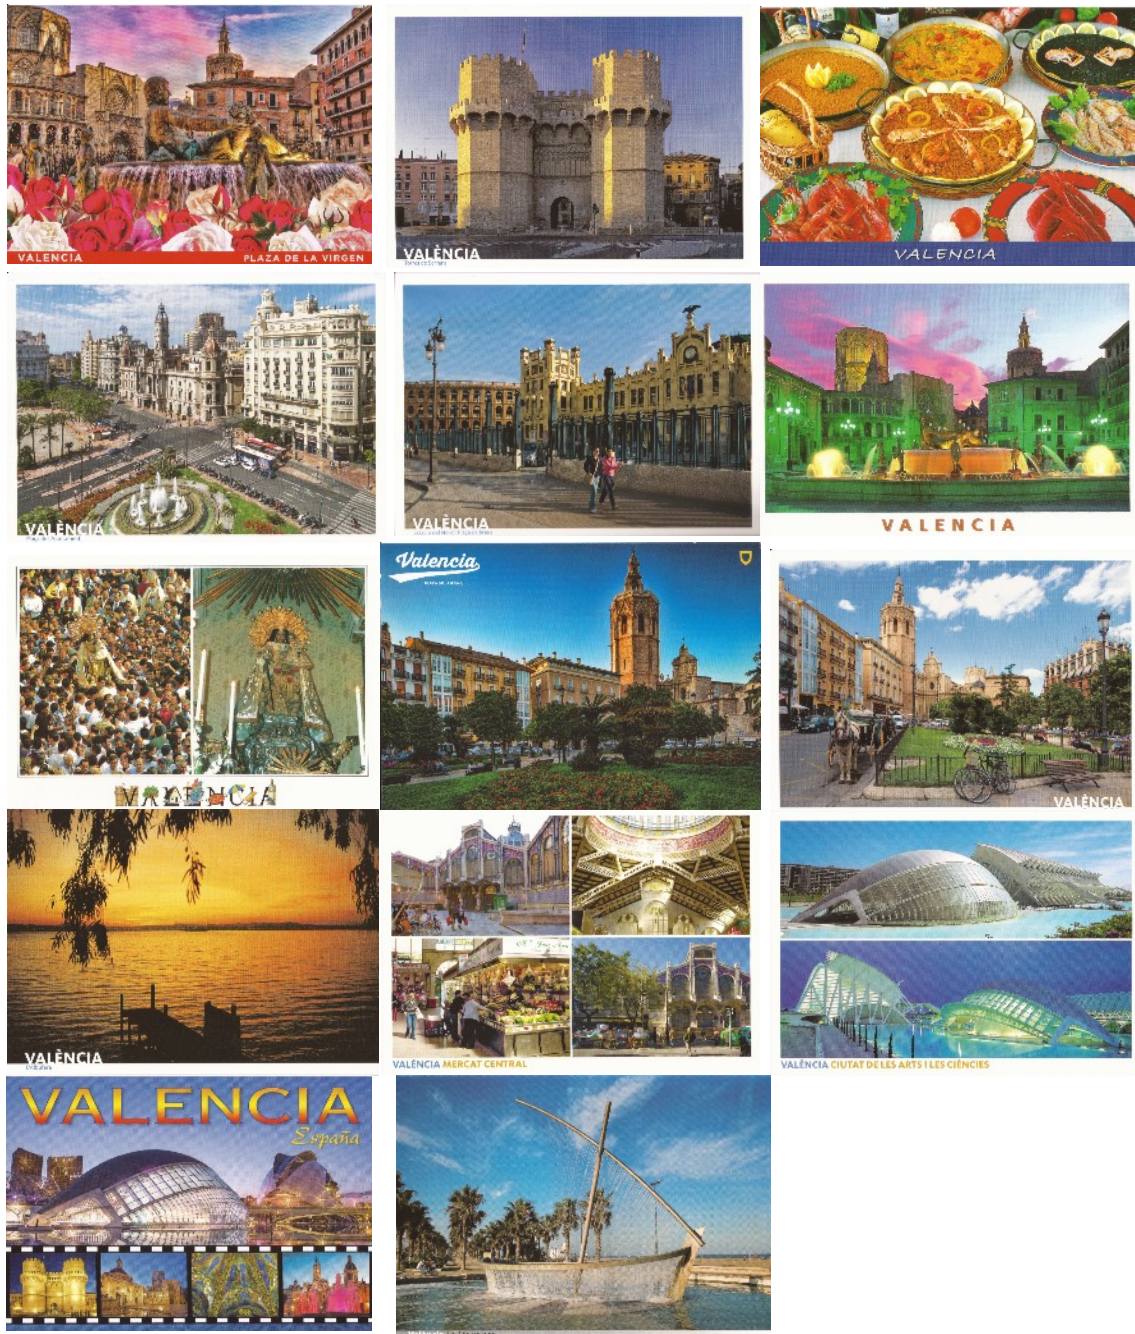 VALENCIA
PLAZA DE LA VIRGEN
VALÈNCIA
VALENCIA
VALÈNCIA
VALÈNCIA
VALENCIA
VALENCIA
Valencia
VALÈNCIA
VALÈNCIA
VALÈNCIA MERCAT CENTRAL
VALÈNCIA CIUTAT DE LES ARTS I LES CIÈNCIES
VALENCIA
España